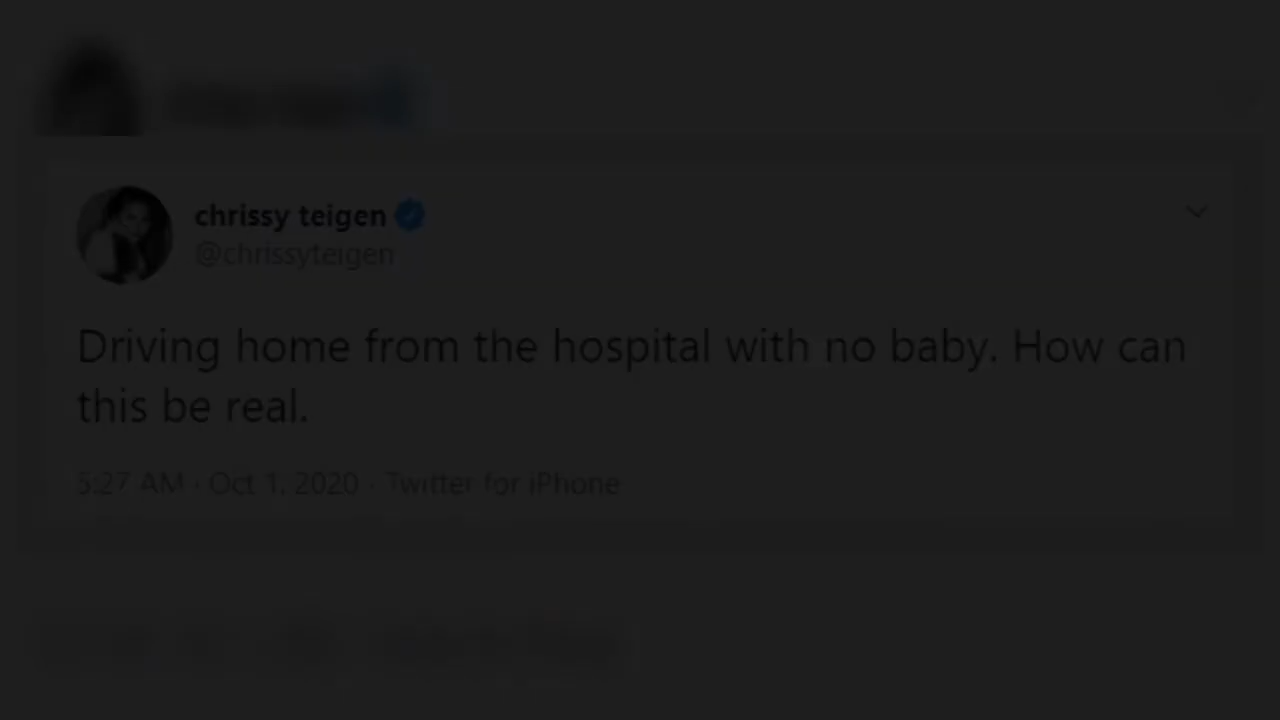 chrissy teigen
@chrissyteigen
Driving home from the hospital with no baby. How can
this be real.
5:27 AM · Oct 1, 2020 · Twitter for iPhone